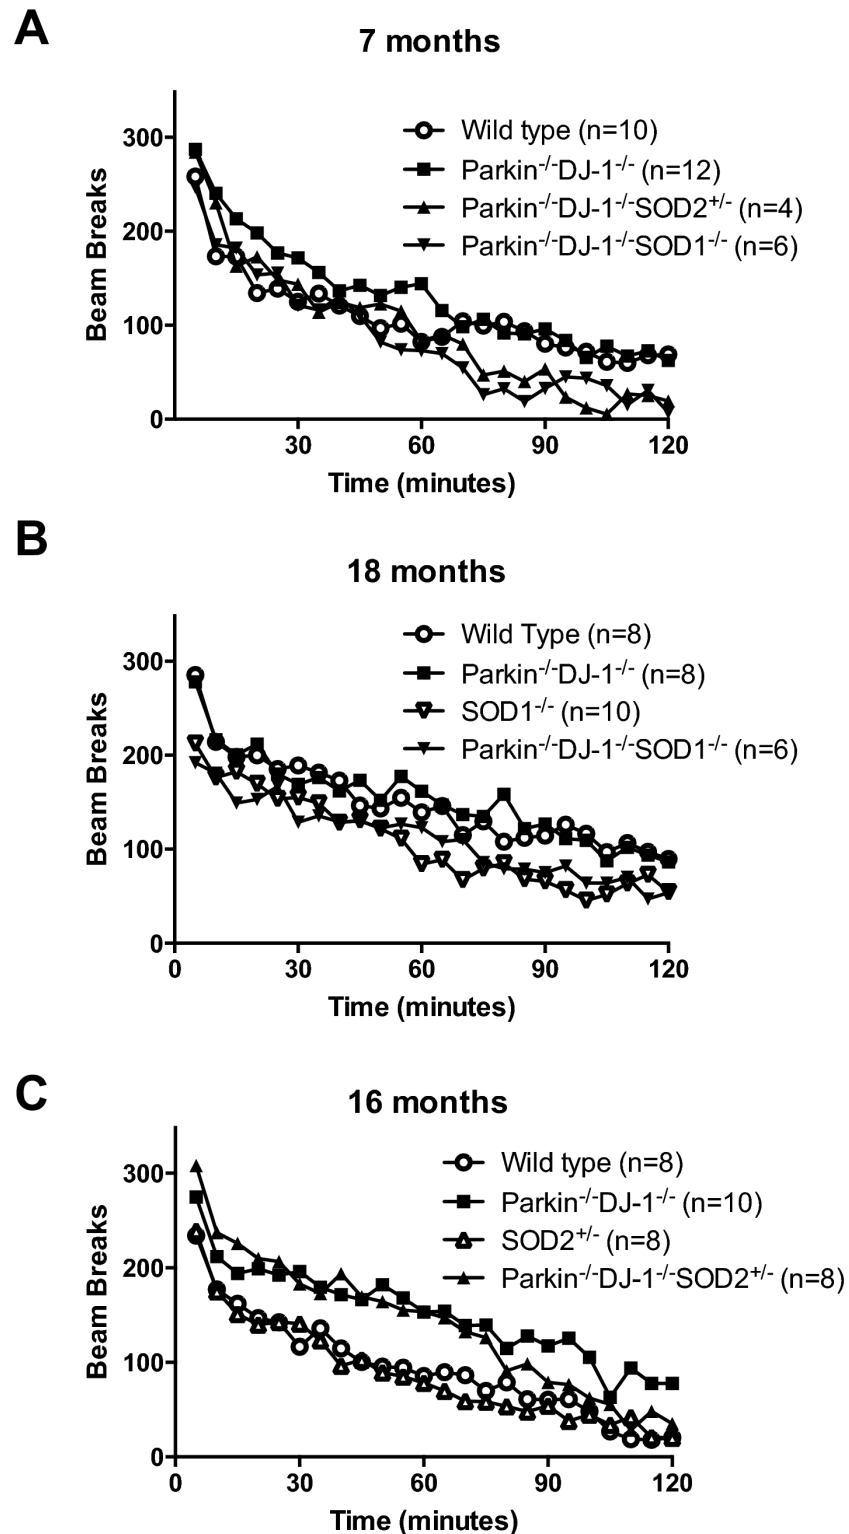 A
7 months
Beam Breaks
300
200
100
0
Wild type (n=10)
Parkin-/-DJ-1-/- (n=12)
Parkin-/-DJ-1-/-SOD2+/- (n=4)
Parkin-/-DJ-1-/-SOD1-/- (n=6)
30 60 90 120
Time (minutes)
B
18 months
Beam Breaks
300
200
100
0
Wild Type (n=8)
Parkin-/-DJ-1-/- (n=8)
SOD1-/- (n=10)
Parkin-/-DJ-1-/-SOD1-/- (n=6)
0 30 60 90 120
Time (minutes)
C
16 months
Beam Breaks
300
200
100
0
Wild type (n=8)
Parkin-/-DJ-1-/- (n=10)
SOD2+/- (n=8)
Parkin-/-DJ-1-/-SOD2+/- (n=8)
0 30 60 90 120
Time (minutes)